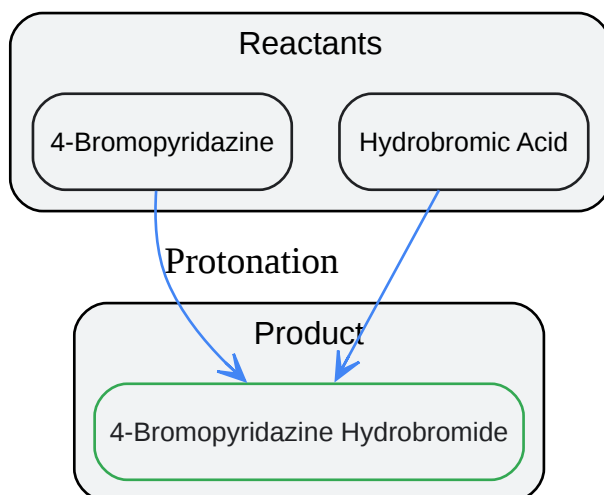 Reactants
4-Bromopyridazine
Hydrobromic Acid
Protonation
Product
4-Bromopyridazine Hydrobromide